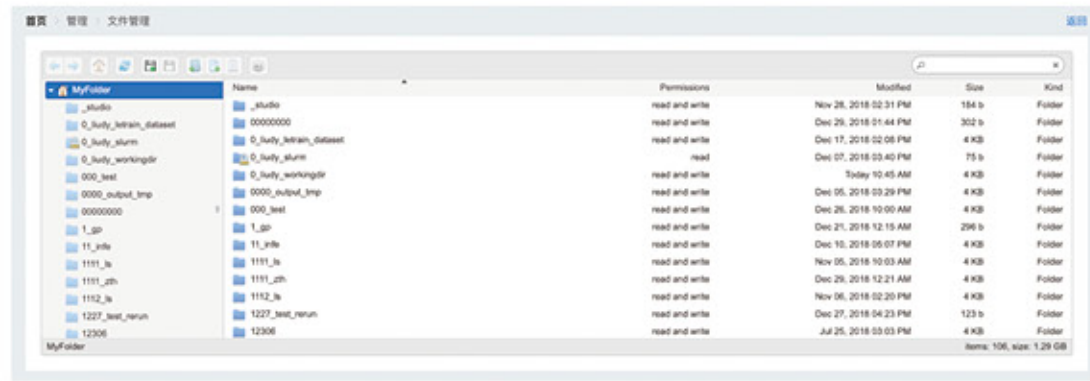 首页 管理 文件管理 返回
MyFolder
_studio
0_liudy_letrain_dataset
0_liudy_slurm
0_liudy_workingdir
000_test
0000_output_tmp
00000000
1_gp
11_infe
1111_ls
1111_zth
1112_ls
1227_test_rerun
12306
Name Permissions Modified Size Kind
_studio read and write Nov 28, 2018 02:31 PM 184 b Folder
00000000 read and write Dec 29, 2018 01:44 PM 302 b Folder
0_liudy_letrain_dataset read and write Dec 17, 2018 02:08 PM 4 KB Folder
0_liudy_slurm read Dec 07, 2018 03:40 PM 75 b Folder
0_liudy_workingdir read and write Today 10:45 AM 4 KB Folder
0000_output_tmp read and write Dec 05, 2018 03:29 PM 4 KB Folder
000_test read and write Dec 26, 2018 10:00 AM 4 KB Folder
1_gp read and write Dec 21, 2018 12:15 AM 296 b Folder
11_infe read and write Dec 10, 2018 05:07 PM 4 KB Folder
1111_ls read and write Nov 05, 2018 10:03 AM 4 KB Folder
1111_zth read and write Dec 29, 2018 12:21 AM 4 KB Folder
1112_ls read and write Nov 06, 2018 02:20 PM 4 KB Folder
1227_test_rerun read and write Dec 27, 2018 04:23 PM 123 b Folder
12306 read and write Jul 25, 2018 03:03 PM 4 KB Folder
MyFolder items: 106, size: 1.29 GB